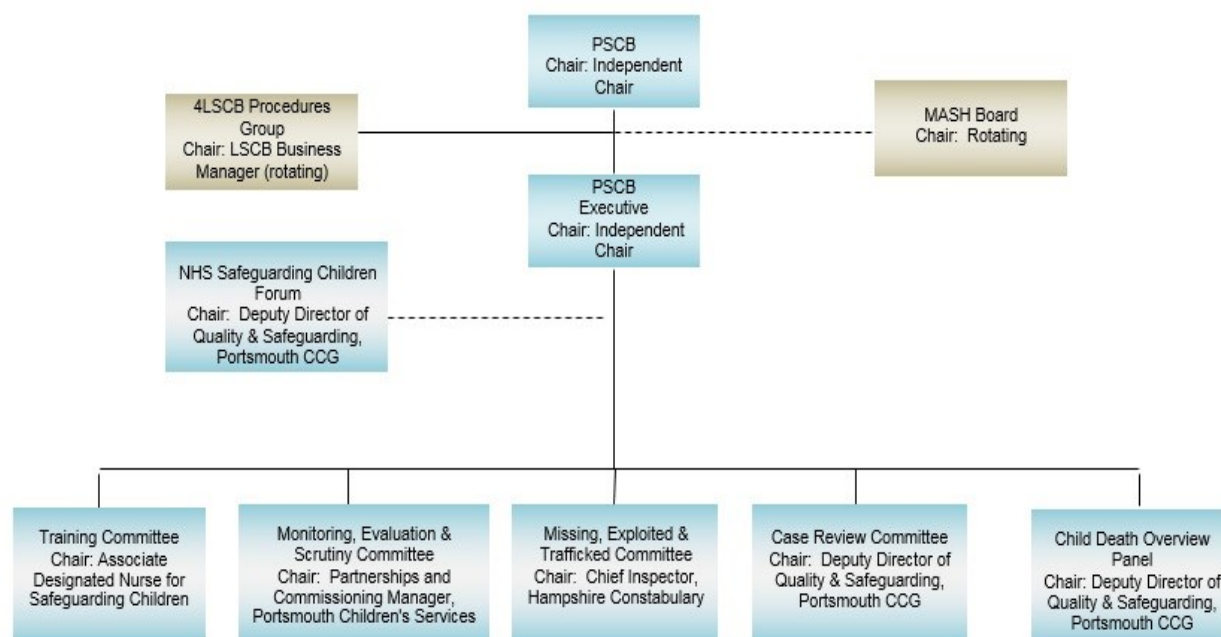 PSCB
Chair: Independent
Chair
4LSCB Procedures
Group
Chair: LSCB Business
Manager (rotating)
MASH Board
Chair: Rotating
PSCB
Executive
Chair: Independent
Chair
NHS Safeguarding Children
Forum
Chair: Deputy Director of
Quality & Safeguarding,
Portsmouth CCG
Training Committee
Chair: Associate
Designated Nurse for
Safeguarding Children
Monitoring, Evaluation &
Scrutiny Committee
Chair: Partnerships and
Commissioning Manager,
Portsmouth Children's Services
Missing, Exploited &
Trafficked Committee
Chair: Chief Inspector,
Hampshire Constabulary
Case Review Committee
Chair: Deputy Director of
Quality & Safeguarding,
Portsmouth CCG
Child Death Overview
Panel
Chair: Deputy Director of
Quality & Safeguarding,
Portsmouth CCG